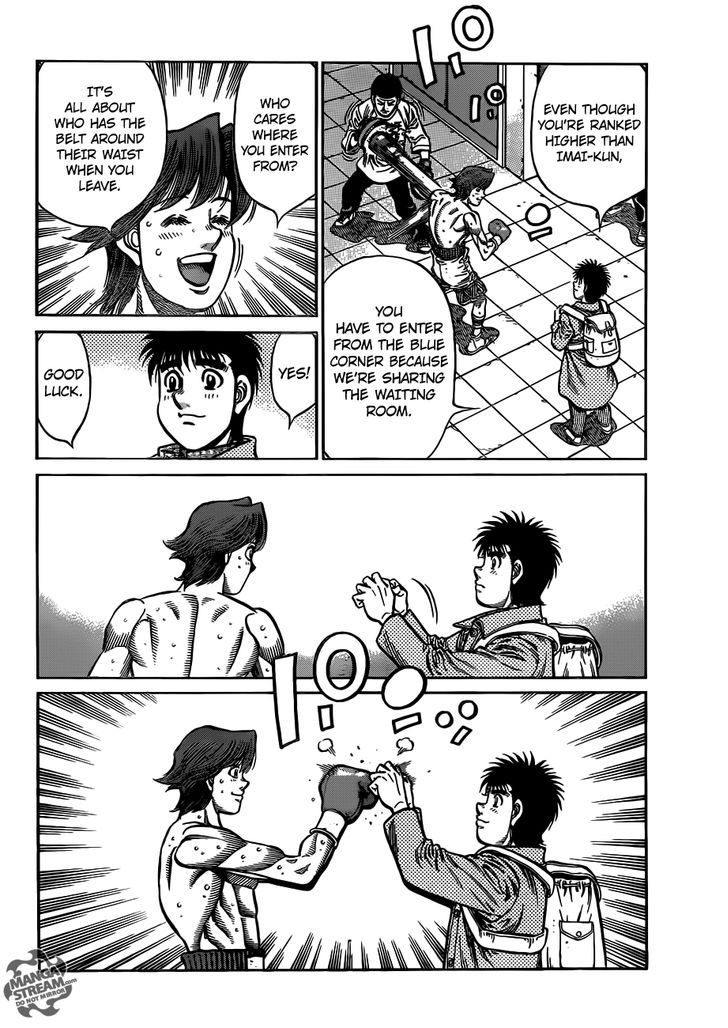 EVEN THOUGH
YOU'RE RANKED
HIGHER THAN
IMAI-KUN,
YOU
HAVE TO ENTER
FROM THE BLUE
CORNER BECAUSE
WE'RE SHARING
THE WAITING
ROOM.
WHO
CARES
WHERE
YOU ENTER
FROM?
IT'S
ALL ABOUT
WHO HAS THE
BELT AROUND
THEIR WAIST
WHEN YOU
LEAVE.
YES!
GOOD
LUCK.
MANGA
STREAM.com
DO NOT MIRROR